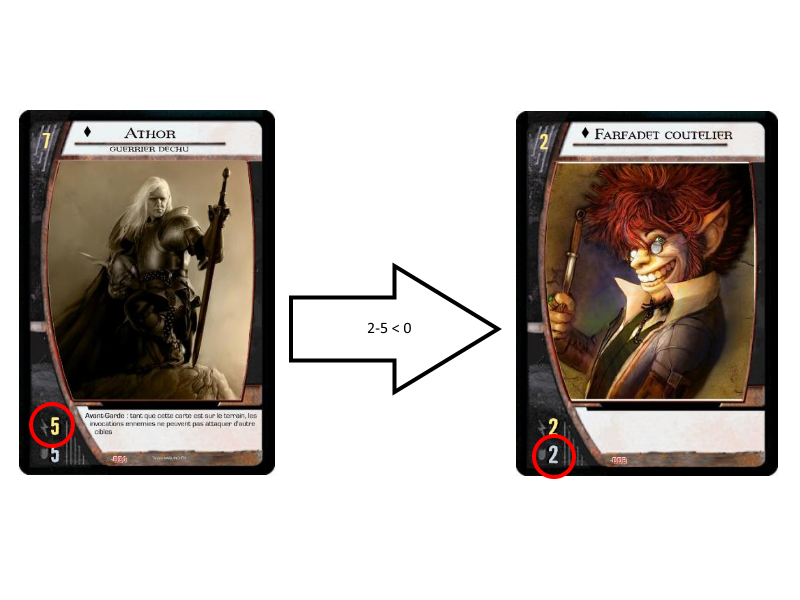 7
ATHOR
GUERRIER DÉCHU
5
Avant-Garde : tant que cette carte est sur le terrain, les
invocations ennemies ne peuvent pas attaquer d'autre
cibles
5
2-5 < 0
2
FARFADET COUTELIER
2
2